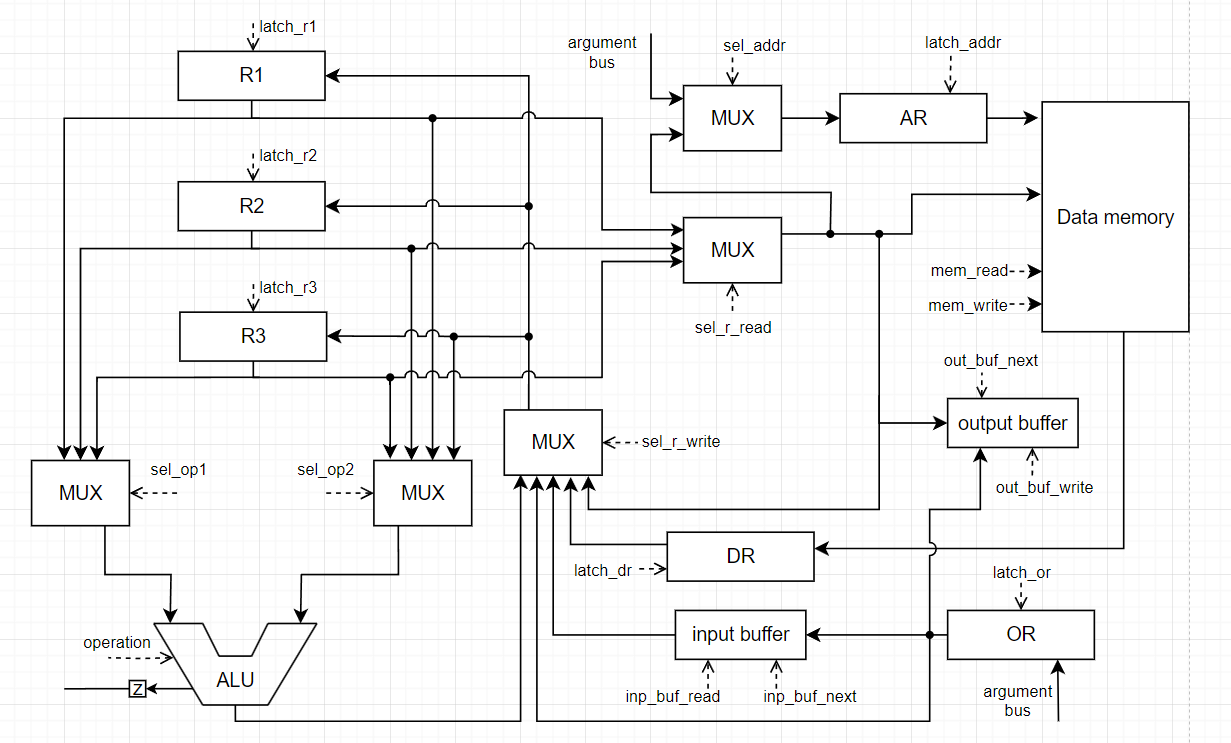 latch_r1
R1
argument
bus
sel_addr
MUX
latch_addr
AR
latch_r2
R2
Data memory
MUX
mem_read
mem_write
sel_r_read
latch_r3
R3
out_buf_next
output buffer
out_buf_write
MUX
sel_r_write
sel_op1
MUX
sel_op2
MUX
DR
latch_dr
latch_or
OR
input buffer
inp_buf_read
inp_buf_next
argument
bus
operation
ALU
Z